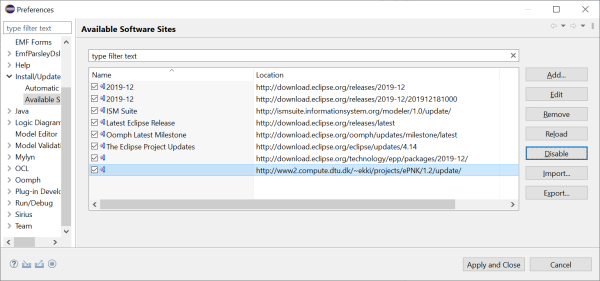 Preferences
type filter text
Available Software Sites
EMF Forms
EmfParsleyDsl
Help
Install/Update
Automatic
Available S
Java
Logic Diagram
Model Editor
Model Validati
Mylyn
OCL
Oomph
Plug-in Develo
Run/Debug
Sirius
Team
type filter text
Name Location
2019-12 http://download.eclipse.org/releases/2019-12
2019-12 http://download.eclipse.org/releases/2019-12/201912181000
ISM Suite http://ismsuite.informationsystem.org/modeler/1.0/update/
Latest Eclipse Release http://download.eclipse.org/releases/latest
Oomph Latest Milestone http://download.eclipse.org/oomph/updates/milestone/latest
The Eclipse Project Updates http://download.eclipse.org/eclipse/updates/4.14
http://download.eclipse.org/technology/epp/packages/2019-12/
http://www2.compute.dtu.dk/~ekki/projects/ePNK/1.2/update/
Add...
Edit
Remove
Reload
Disable
Import...
Export...
Apply and Close
Cancel